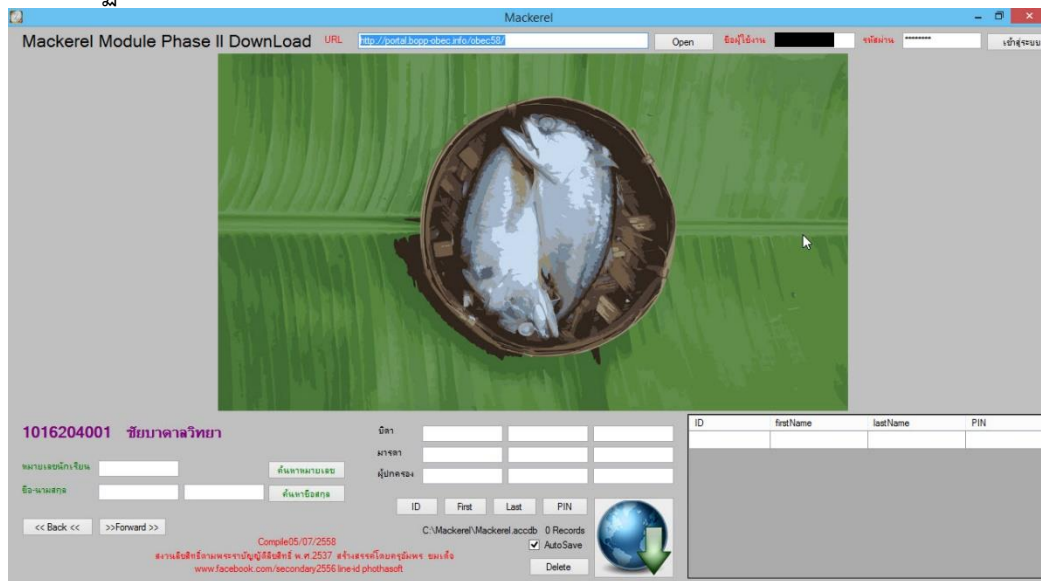 Mackerel
Mackerel Module Phase II DownLoad URL http://portal.bopp-obec.info/obec58/ Open ชื่อผู้ใช้งาน รหัสผ่าน ******** เข้าสู่ระบบ
1016204001 ชัยบาดาลวิทยา
หมายเลขนักเรียน ค้นหาหมายเลข
ชื่อ-นามสกุล ค้นหาชื่อสกุล
<< Back << >>Forward >>
บิดา
มารดา
ผู้ปกครอง
ID First Last PIN
C:\Mackerel\Mackerel.accdb 0 Records
AutoSave
Delete
Compile05/07/2558
สงวนลิขสิทธิ์ตามพระราชบัญญัติลิขสิทธิ์ พ.ศ.2537 สร้างสรรค์โดยครูอัมพร
www.facebook.com/secondary2556 line-id phothasoft
ID firstName lastName PIN